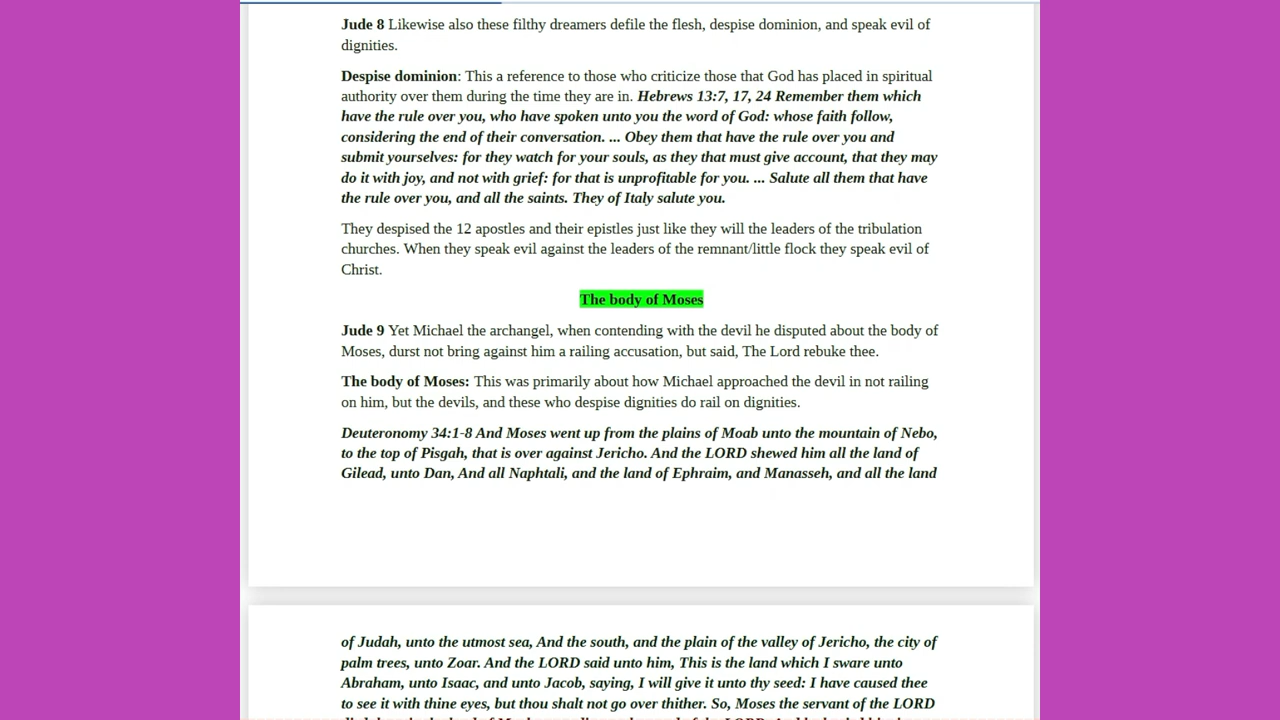 Jude 8 Likewise also these filthy dreamers defile the flesh, despise dominion, and speak evil of
dignities.
Despise dominion: This a reference to those who criticize those that God has placed in spiritual
authority over them during the time they are in. Hebrews 13:7, 17, 24 Remember them which
have the rule over you, who have spoken unto you the word of God: whose faith follow,
considering the end of their conversation. ... Obey them that have the rule over you and
submit yourselves: for they watch for your souls, as they that must give account, that they may
do it with joy, and not with grief: for that is unprofitable for you. ... Salute all them that have
the rule over you, and all the saints. They of Italy salute you.
They despised the 12 apostles and their epistles just like they will the leaders of the tribulation
churches. When they speak evil against the leaders of the remnant/little flock they speak evil of
Christ.
The body of Moses
Jude 9 Yet Michael the archangel, when contending with the devil he disputed about the body of
Moses, durst not bring against him a railing accusation, but said, The Lord rebuke thee.
The body of Moses: This was primarily about how Michael approached the devil in not railing
on him, but the devils, and these who despise dignities do rail on dignities.
Deuteronomy 34:1-8 And Moses went up from the plains of Moab unto the mountain of Nebo,
to the top of Pisgah, that is over against Jericho. And the LORD shewed him all the land of
Gilead, unto Dan, And all Naphtali, and the land of Ephraim, and Manasseh, and all the land
of Judah, unto the utmost sea, And the south, and the plain of the valley of Jericho, the city of
palm trees, unto Zoar. And the LORD said unto him, This is the land which I sware unto
Abraham, unto Isaac, and unto Jacob, saying, I will give it unto thy seed: I have caused thee
to see it with thine eyes, but thou shalt not go over thither. So, Moses the servant of the LORD